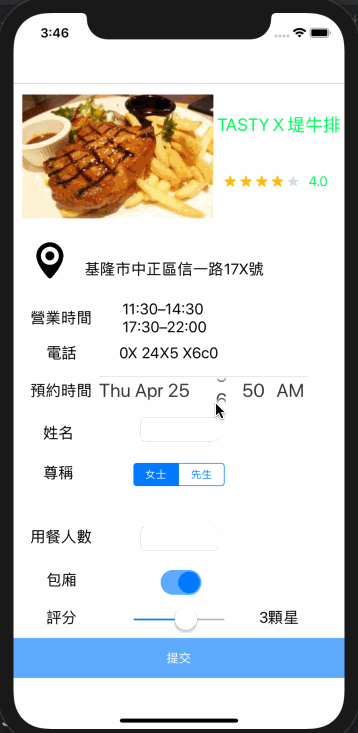 3:46
TASTY X 堤牛排
4.0
基隆市中正區信一路17X號
營業時間
11:30–14:30
17:30–22:00
電話 0X 24X5 X6c0
預約時間 Thu Apr 25 6 50 AM
姓名
尊稱 女士 先生
用餐人數
包廂
評分 3顆星
提交